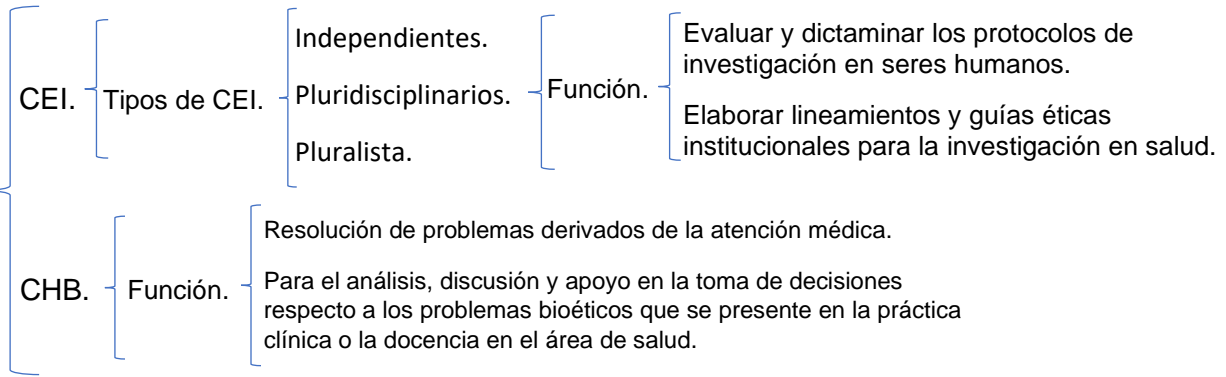 CEI.
Tipos de CEI.
Independientes.
Pluridisciplinarios.
Pluralista.
Función.
Evaluar y dictaminar los protocolos de
investigación en seres humanos.
Elaborar lineamientos y guías éticas
institucionales para la investigación en salud.
CHB.
Función.
Resolución de problemas derivados de la atención médica.
Para el análisis, discusión y apoyo en la toma de decisiones
respecto a los problemas bioéticos que se presente en la práctica
clínica o la docencia en el área de salud.